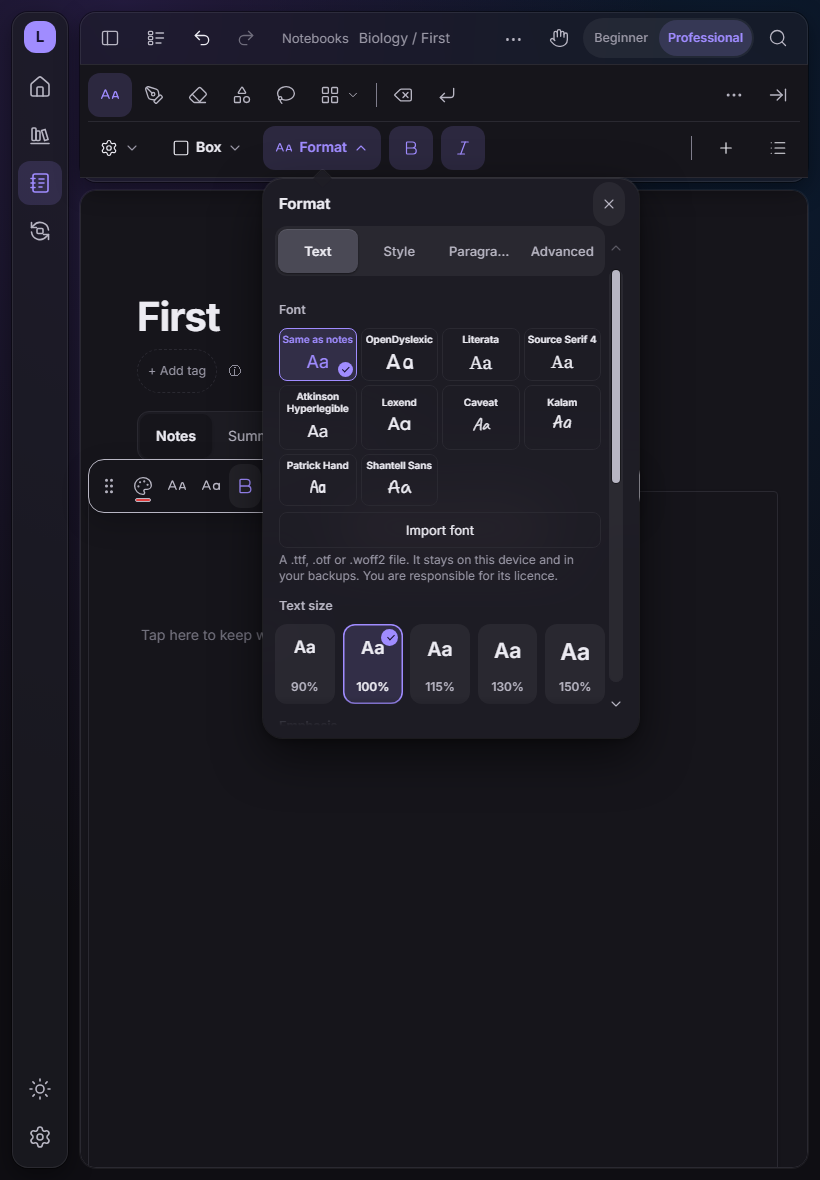 L
Notebooks Biology / First
Beginner Professional
AA
Box AA Format B I
Format
Text Style Paragra... Advanced
First
+ Add tag
Font
Same as notes OpenDyslexic Literata Source Serif 4
Aa Aa Aa Aa
Atkinson Hyperlegible Lexend Caveat Kalam
Aa Aa Aa Aa
Patrick Hand Shantell Sans
Aa Aa
Notes Summ
AA Aa B
Import font
A .ttf, .otf or .woff2 file. It stays on this device and in
your backups. You are responsible for its licence.
Text size
Aa Aa Aa Aa Aa
90% 100% 115% 130% 150%
Tap here to keep w
Emphasis